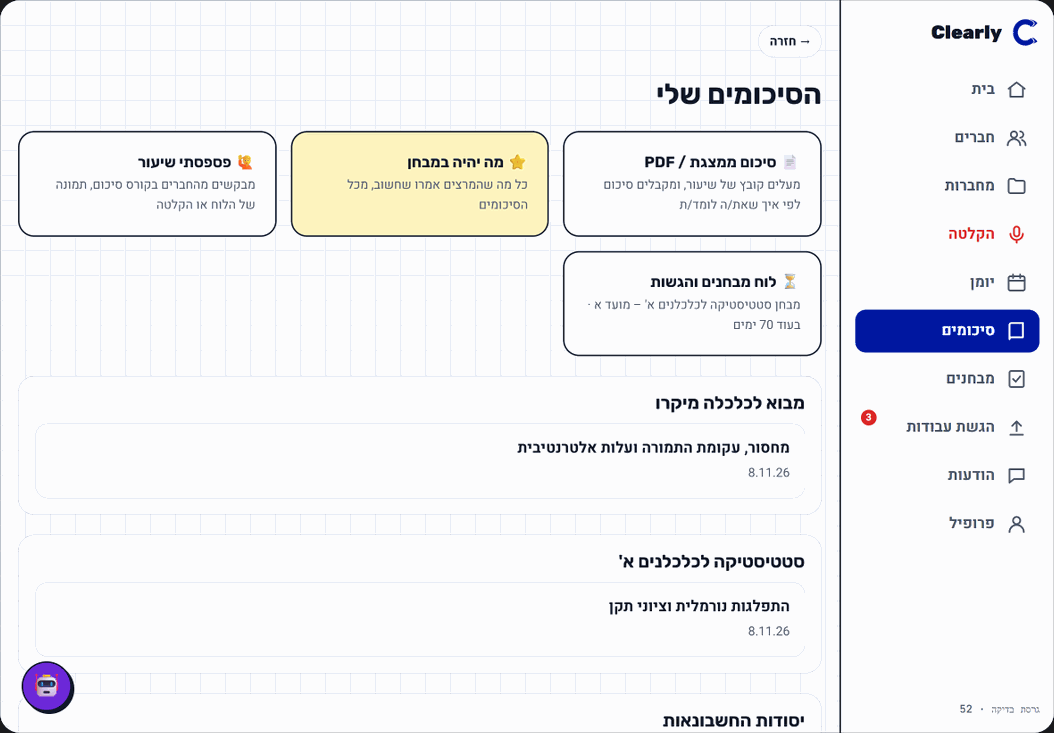 Clearly
בית
חברים
מחברות
הקלטה
יומן
סיכומים
מבחנים
הגשת עבודות
3
הודעות
פרופיל
גרסת בדיקה · 52
→ חזרה
הסיכומים שלי
סיכום ממצגת / PDF
מעלים קובץ של שיעור, ומקבלים סיכום
לפי איך שאת/ה לומד/ת
מה יהיה במבחן
כל מה שהמרצים אמרו שחשוב, מכל
הסיכומים
פספסתי שיעור
מבקשים מהחברים בקורס סיכום, תמונה
של הלוח או הקלטה
לוח מבחנים והגשות
מבחן סטטיסטיקה לכלכלנים א' – מועד א ·
בעוד 70 ימים
מבוא לכלכלה מיקרו
מחסור, עקומת התמורה ועלות אלטרנטיבית
8.11.26
סטטיסטיקה לכלכלנים א'
התפלגות נורמלית וציוני תקן
8.11.26
יסודות החשבונאות